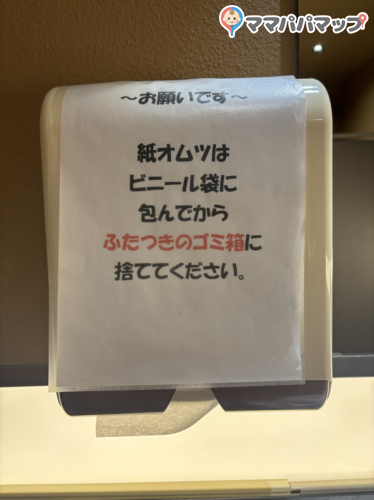 ママパパマップ
～お願いです～
紙オムツは
ビニール袋に
包んでから
ふたつきのゴミ箱に
捨ててください。